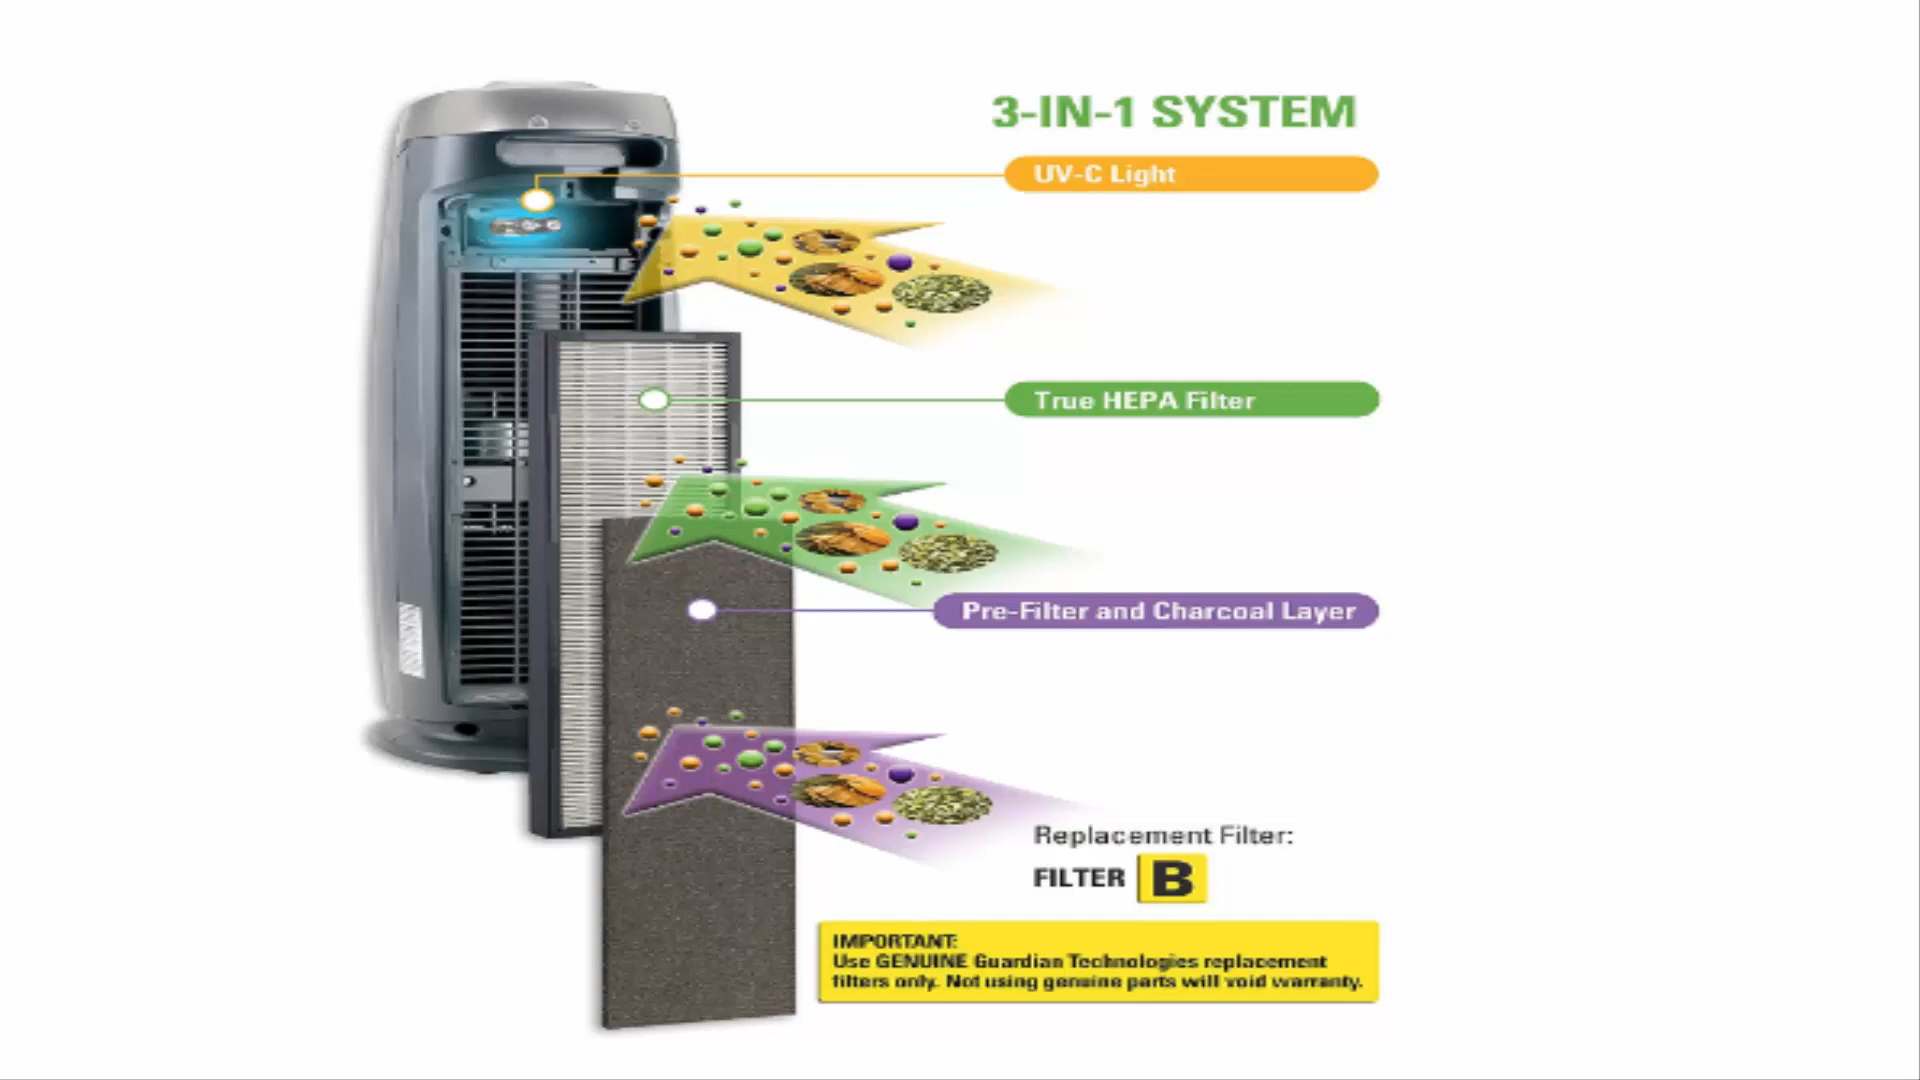 3-IN-1 SYSTEM
UV-C Light
True HEPA Filter
Pre-Filter and Charcoal Layer
Replacement Filter:
FILTER B
IMPORTANT:
Use GENUINE Guardian Technologies replacement
filters only. Not using genuine parts will void warranty.